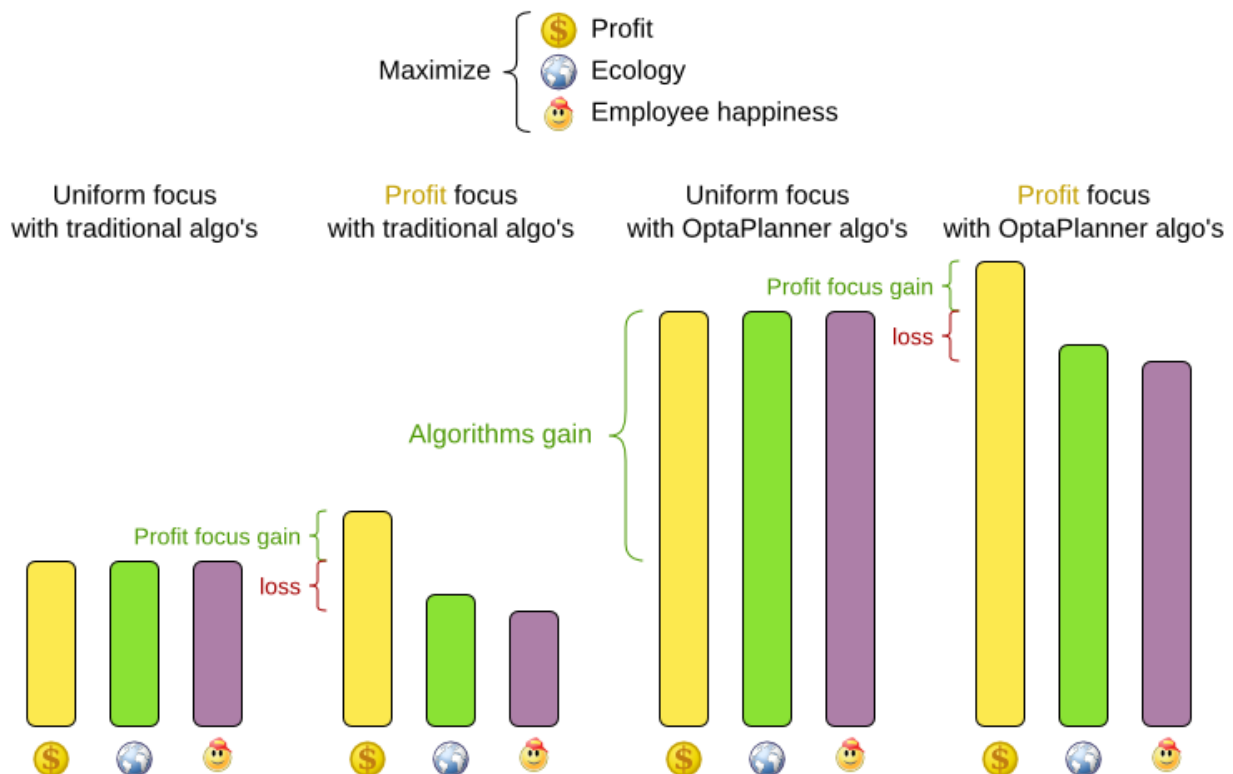 Maximize
Profit
Ecology
Employee happiness
Uniform focus
with traditional algo's
Profit focus
with traditional algo's
Uniform focus
with OptaPlanner algo's
Profit focus
with OptaPlanner algo's
Profit focus gain
loss
Algorithms gain
Profit focus gain
loss
$
$
$
$
$